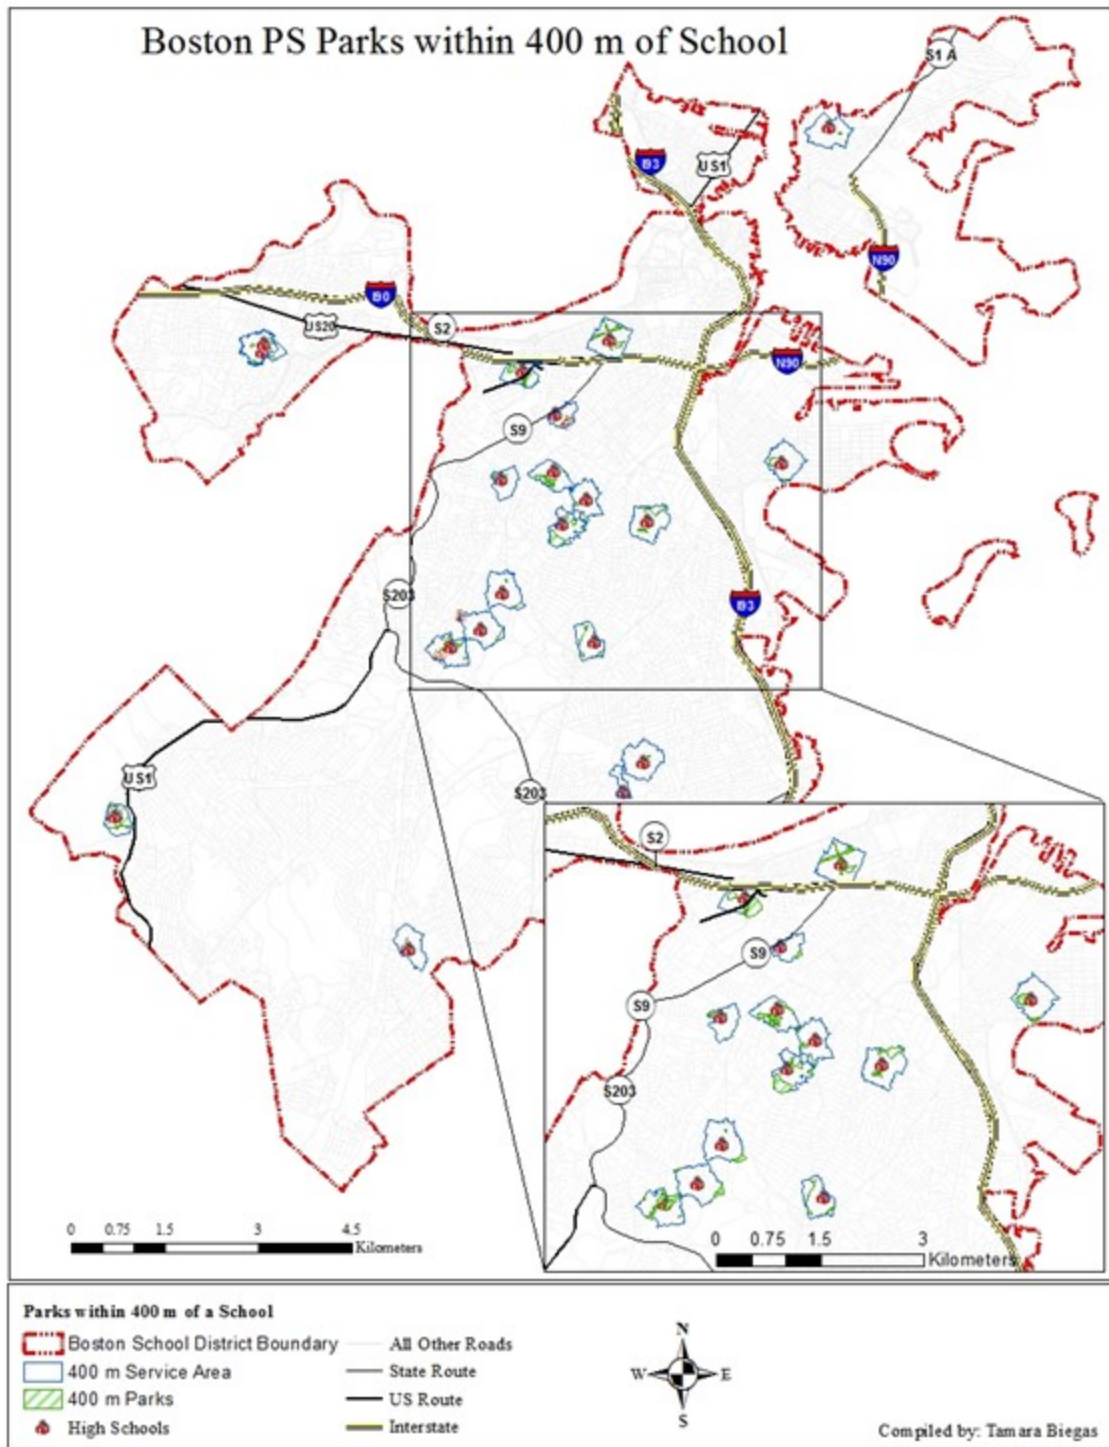 Boston PS Parks within 400 m of School
S1 A
I93
US1
N90
I90
US20
S2
N90
S9
S203
I93
US1
S203
S2
S9
S9
S203
0 0.75 1.5 3 4.5
Kilometers
0 0.75 1.5 3
Kilometers
Parks within 400 m of a School
Boston School District Boundary
400 m Service Area
400 m Parks
High Schools
All Other Roads
State Route
US Route
Interstate
N
W E
S
Compiled by: Tamara Biegas